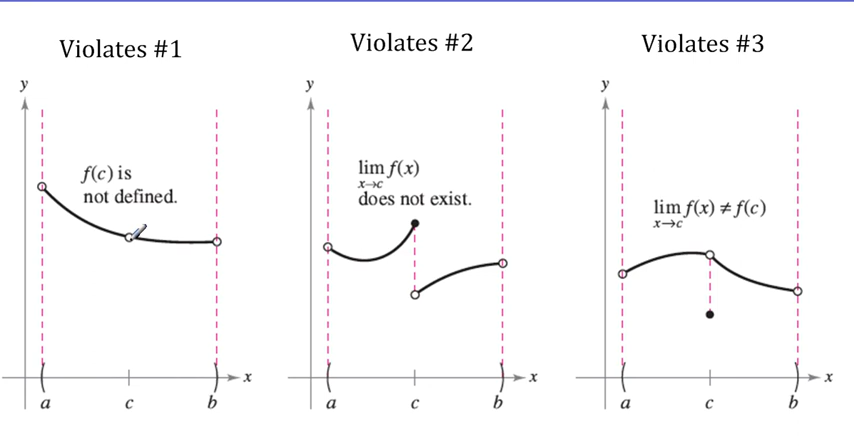 Violates #1
Violates #2
Violates #3
y
y
y
f(c) is
not defined.
lim f(x)
x→c
does not exist.
lim f(x) ≠ f(c)
x→c
x
x
x
a c b
a c b
a c b